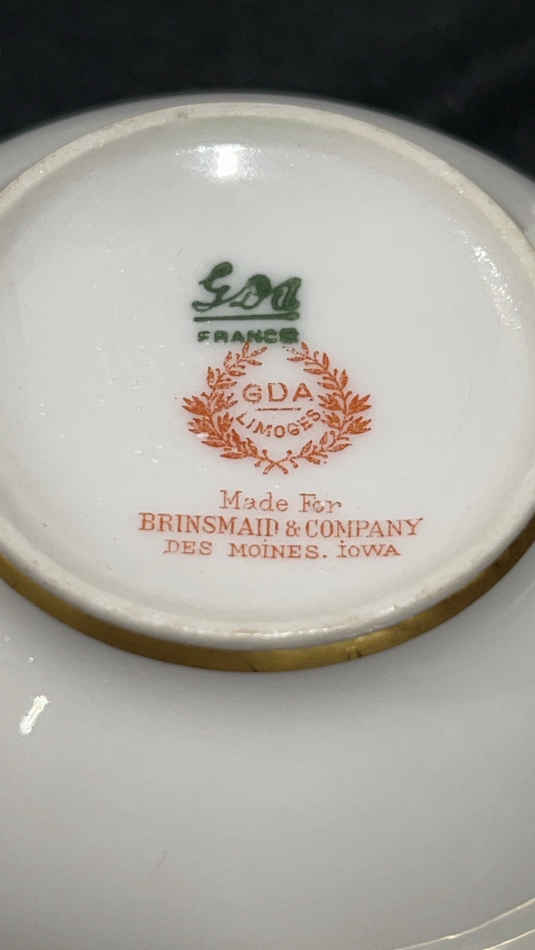 GDa
FRANCE
GDA
LIMOGES
Made For
BRINSMAID & COMPANY
DES MOINES. IOWA